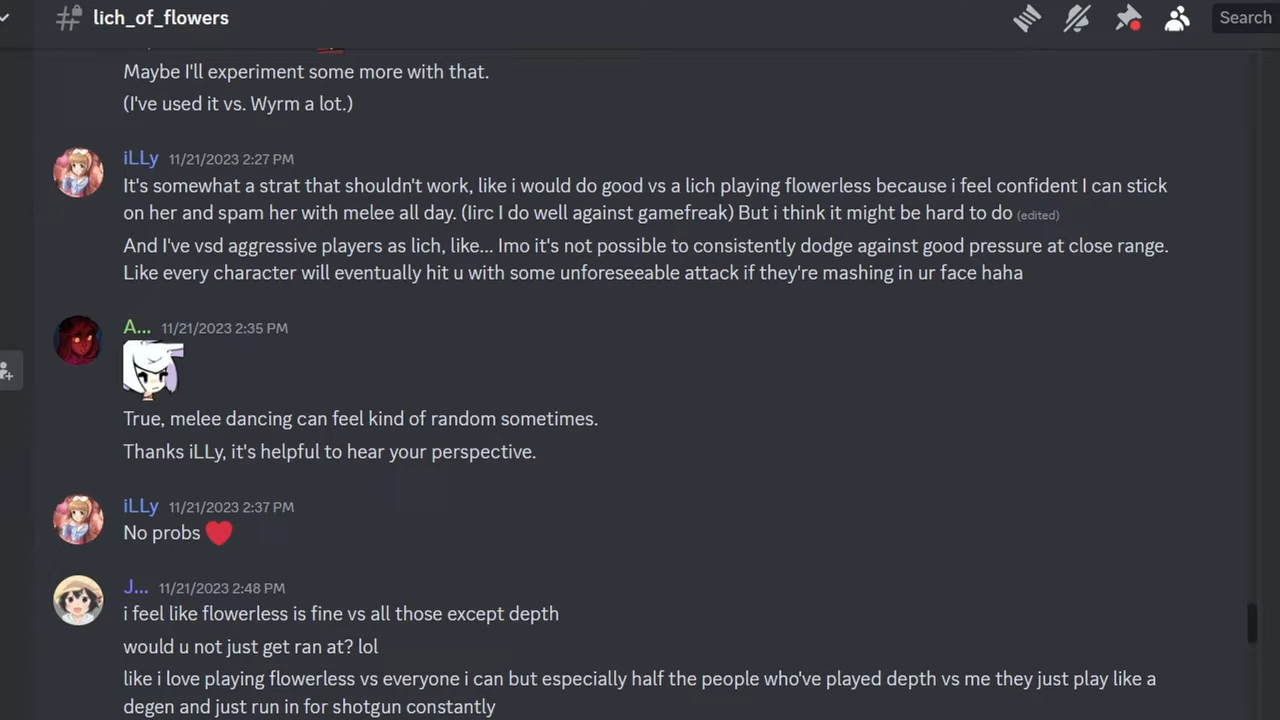 lich_of_flowers
Search
Maybe I'll experiment some more with that.
(I've used it vs. Wyrm a lot.)
iLLy 11/21/2023 2:27 PM
It's somewhat a strat that shouldn't work, like i would do good vs a lich playing flowerless because i feel confident I can stick
on her and spam her with melee all day. (Iirc I do well against gamefreak) But i think it might be hard to do (edited)
And I've vsd aggressive players as lich, like... Imo it's not possible to consistently dodge against good pressure at close range.
Like every character will eventually hit u with some unforeseeable attack if they're mashing in ur face haha
A... 11/21/2023 2:35 PM
True, melee dancing can feel kind of random sometimes.
Thanks iLLy, it's helpful to hear your perspective.
iLLy 11/21/2023 2:37 PM
No probs ❤️
J... 11/21/2023 2:48 PM
i feel like flowerless is fine vs all those except depth
would u not just get ran at? lol
like i love playing flowerless vs everyone i can but especially half the people who've played depth vs me they just play like a
degen and just run in for shotgun constantly